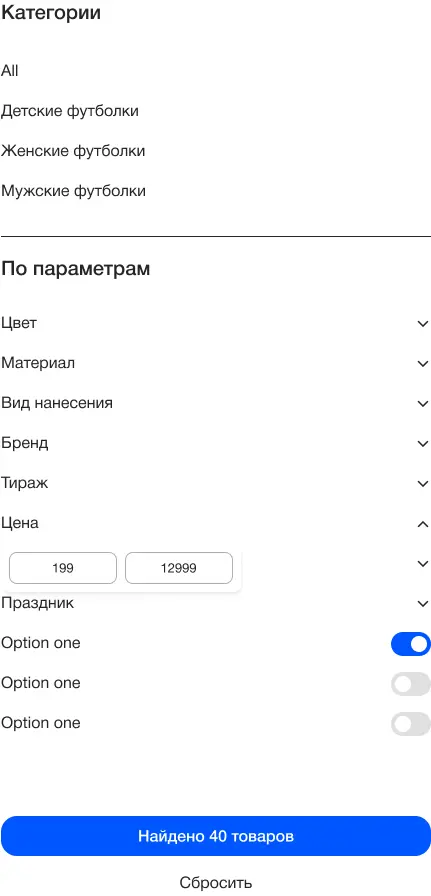 Категории
All
Детские футболки
Женские футболки
Мужские футболки
По параметрам
Цвет
Материал
Вид нанесения
Бренд
Тираж
Цена
199 12999
Праздник
Option one
Option one
Option one
Найдено 40 товаров
Сбросить